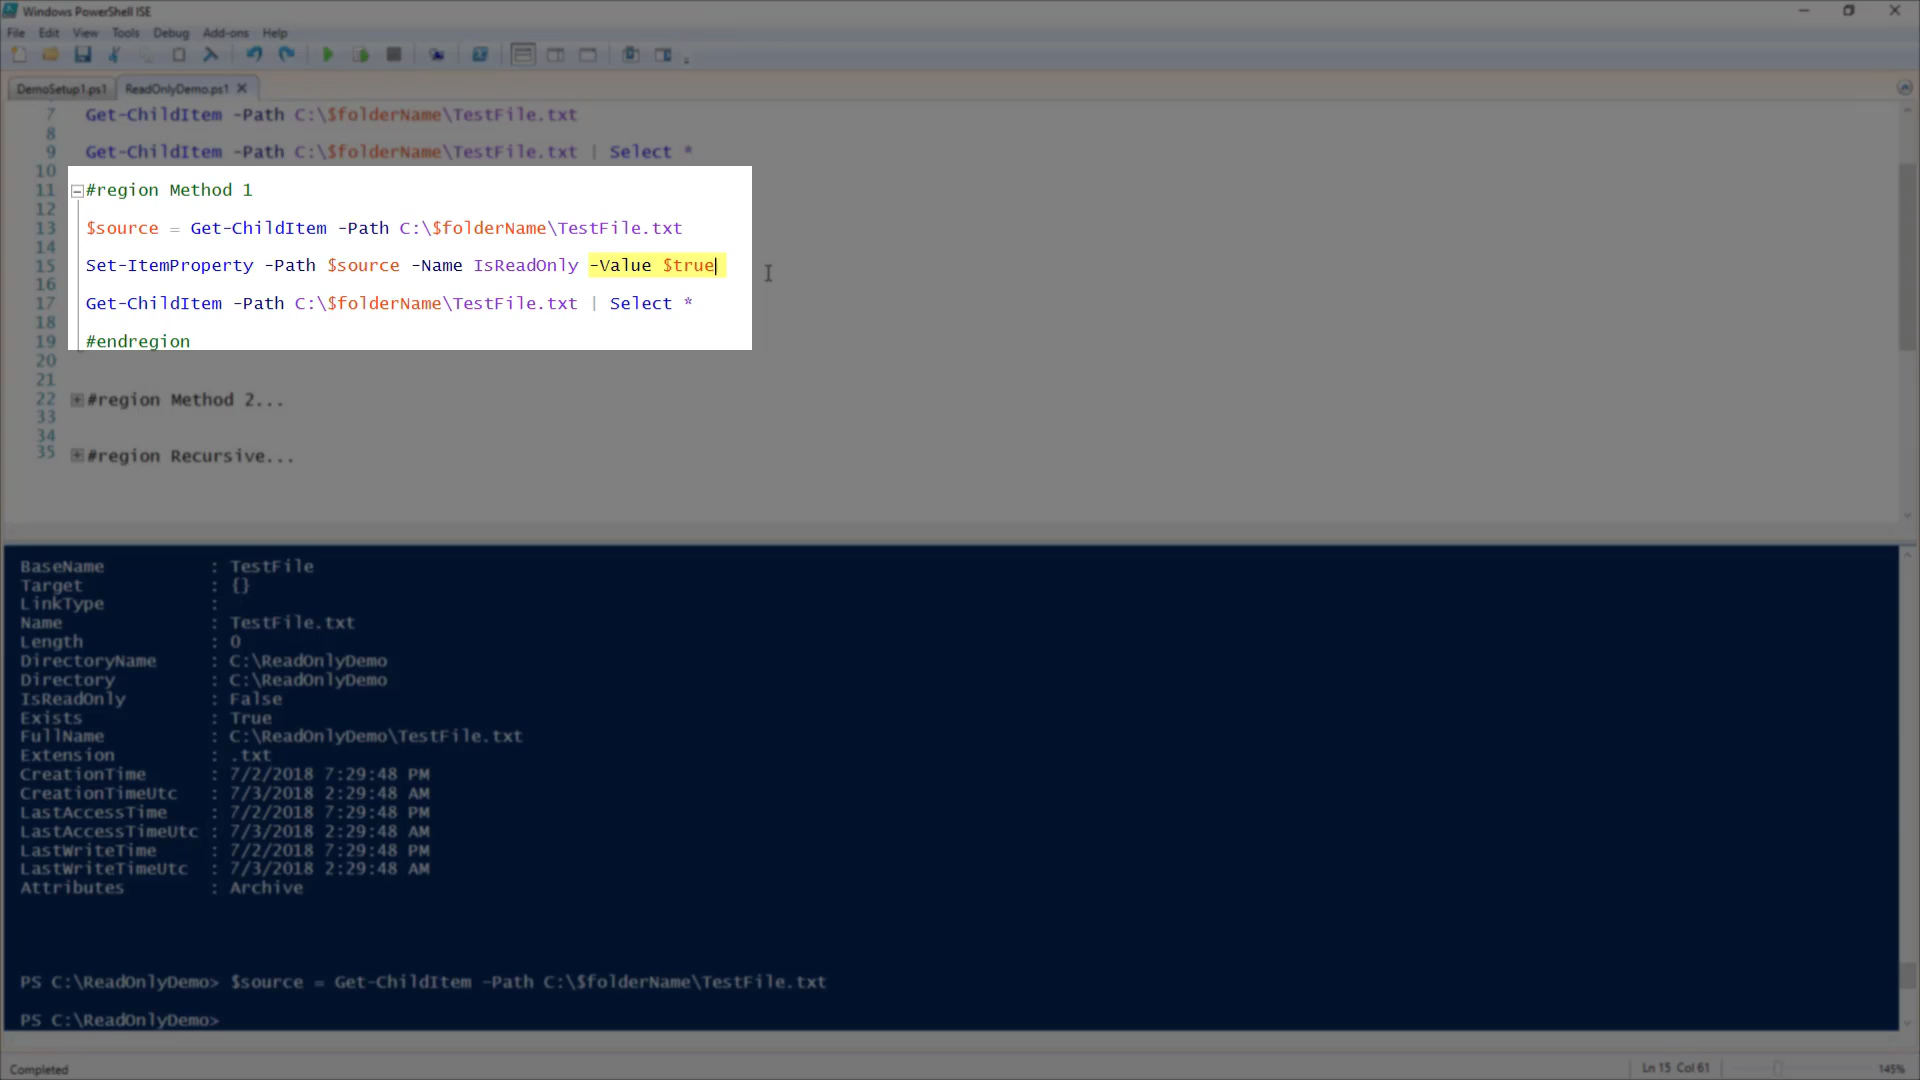 Windows PowerShell ISE
File Edit View Tools Debug Add-ons Help
DemoSetup1.ps1 ReadOnlyDemo.ps1
7 Get-ChildItem -Path C:\$folderName\TestFile.txt
8
9 Get-ChildItem -Path C:\$folderName\TestFile.txt | Select *
10
11 #region Method 1
12
13 $source = Get-ChildItem -Path C:\$folderName\TestFile.txt
14
15 Set-ItemProperty -Path $source -Name IsReadOnly -Value $true
16
17 Get-ChildItem -Path C:\$folderName\TestFile.txt | Select *
18
19 #endregion
20
21
22 #region Method 2...
33
34
35 #region Recursive...
BaseName : TestFile
Target : {}
LinkType :
Name : TestFile.txt
Length : 0
DirectoryName : C:\ReadOnlyDemo
Directory : C:\ReadOnlyDemo
IsReadOnly : False
Exists : True
FullName : C:\ReadOnlyDemo\TestFile.txt
Extension : .txt
CreationTime : 7/2/2018 7:29:48 PM
CreationTimeUtc : 7/3/2018 2:29:48 AM
LastAccessTime : 7/2/2018 7:29:48 PM
LastAccessTimeUtc : 7/3/2018 2:29:48 AM
LastWriteTime : 7/2/2018 7:29:48 PM
LastWriteTimeUtc : 7/3/2018 2:29:48 AM
Attributes : Archive
PS C:\ReadOnlyDemo> $source = Get-ChildItem -Path C:\$folderName\TestFile.txt
PS C:\ReadOnlyDemo>
Completed Ln 15 Col 61 145%